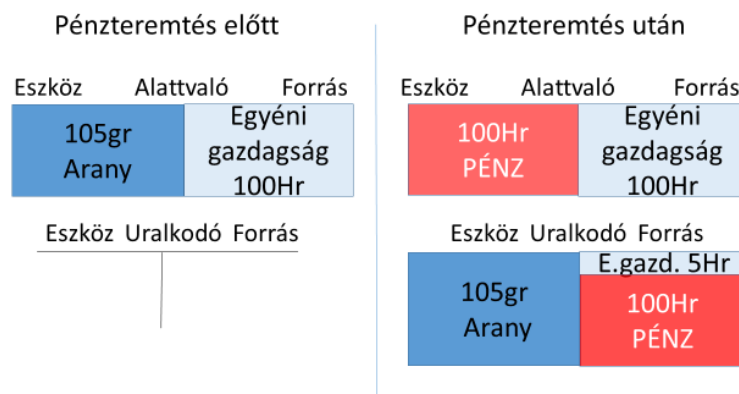 Pénzteremtés előtt
Eszköz Alattvaló Forrás
105gr
Arany
Egyéni
gazdagság
100Hr
Eszköz Uralkodó Forrás
Pénzteremtés után
Eszköz Alattvaló Forrás
100Hr
PÉNZ
Egyéni
gazdagság
100Hr
Eszköz Uralkodó Forrás
105gr
Arany
E.gazd. 5Hr
100Hr
PÉNZ